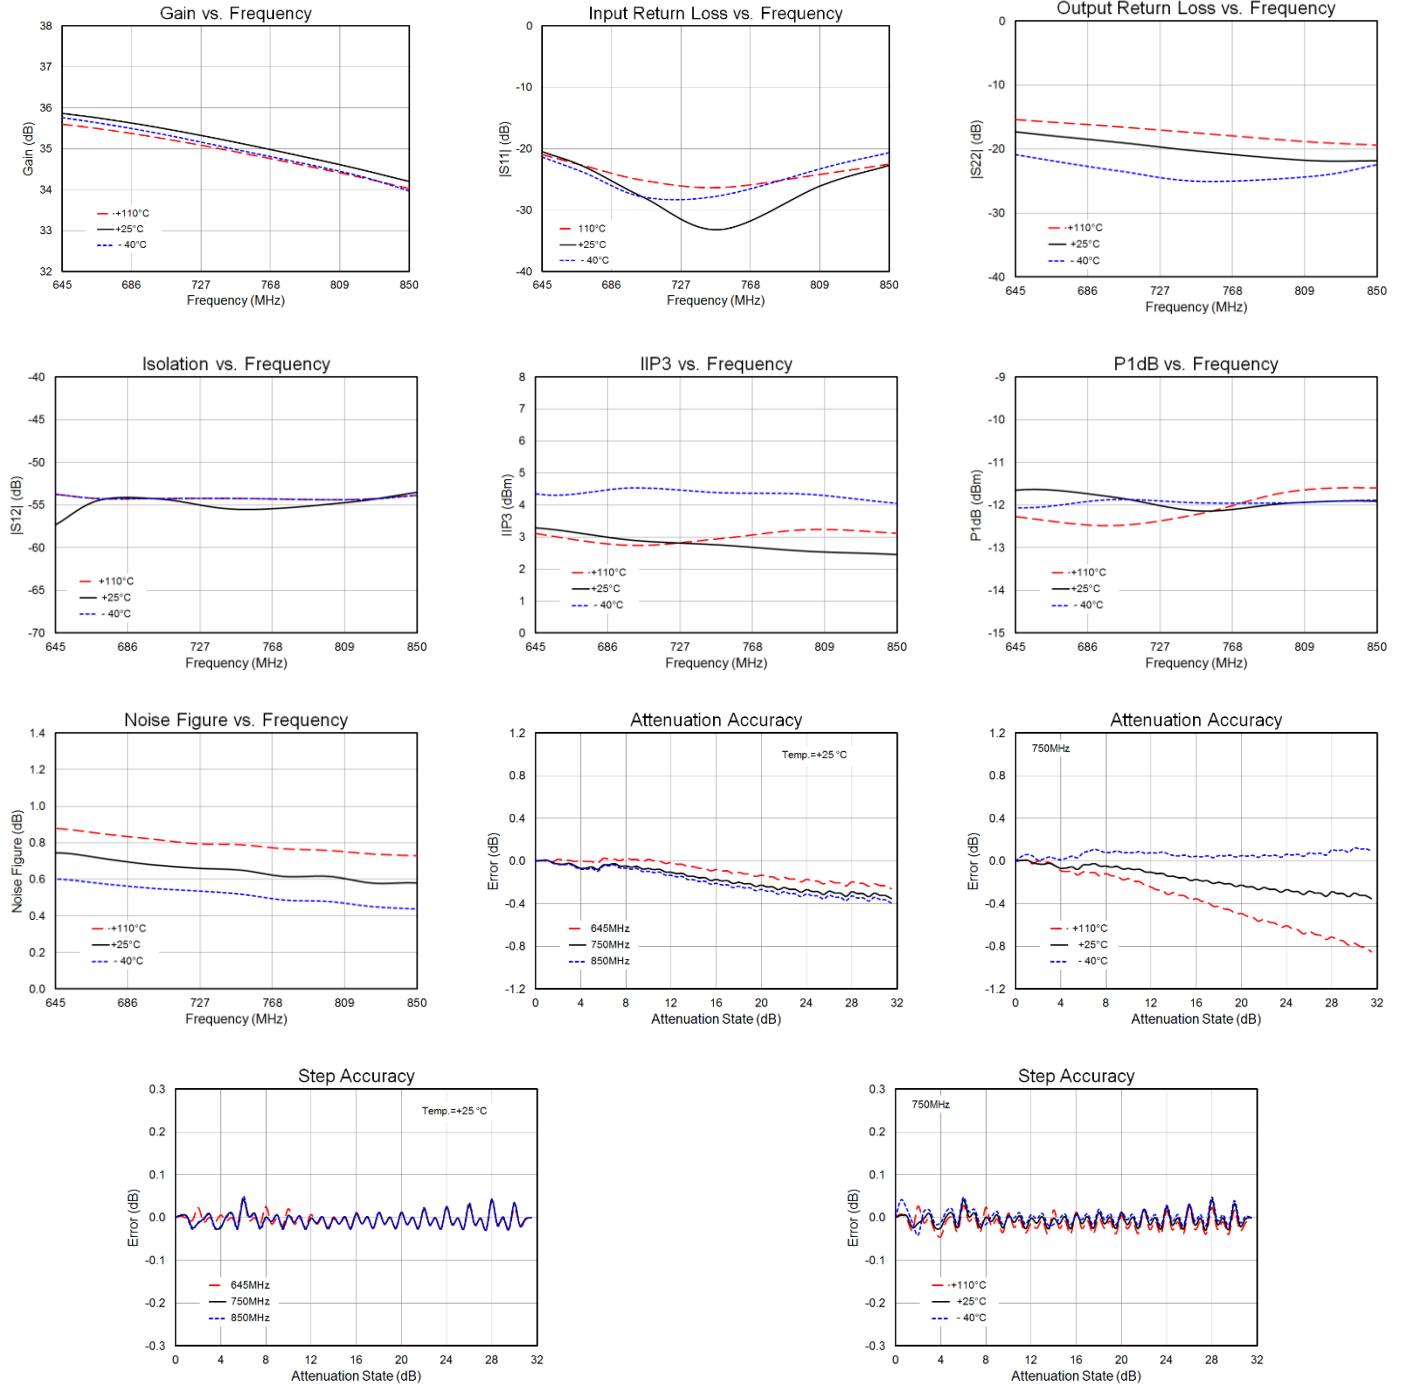 Gain vs. Frequency
38
37
36
35
34
33
32
Gain (dB)
+110°C
+25°C
- 40°C
645 686 727 768 809 850
Frequency (MHz)
Input Return Loss vs. Frequency
0
-10
-20
-30
-40
|S11| (dB)
110°C
+25°C
- 40°C
645 686 727 768 809 850
Frequency (MHz)
Output Return Loss vs. Frequency
0
-10
-20
-30
-40
|S22| (dB)
+110°C
+25°C
- 40°C
645 686 727 768 809 850
Frequency (MHz)
Isolation vs. Frequency
-40
-45
-50
-55
-60
-65
-70
|S12| (dB)
+110°C
+25°C
- 40°C
645 686 727 768 809 850
Frequency (MHz)
IIP3 vs. Frequency
8
7
6
5
4
3
2
1
0
IIP3 (dBm)
+110°C
+25°C
- 40°C
645 686 727 768 809 850
Frequency (MHz)
P1dB vs. Frequency
-9
-10
-11
-12
-13
-14
-15
P1dB (dBm)
+110°C
+25°C
- 40°C
645 686 727 768 809 850
Frequency (MHz)
Noise Figure vs. Frequency
1.4
1.2
1.0
0.8
0.6
0.4
0.2
0.0
Noise Figure (dB)
+110°C
+25°C
- 40°C
645 686 727 768 809 850
Frequency (MHz)
Attenuation Accuracy
1.2
0.8
0.4
0.0
-0.4
-0.8
-1.2
Error (dB)
Temp.=+25 °C
645MHz
750MHz
850MHz
0 4 8 12 16 20 24 28 32
Attenuation State (dB)
Attenuation Accuracy
1.2
0.8
0.4
0.0
-0.4
-0.8
-1.2
Error (dB)
750MHz
+110°C
+25°C
- 40°C
0 4 8 12 16 20 24 28 32
Attenuation State (dB)
Step Accuracy
0.3
0.2
0.1
0.0
-0.1
-0.2
-0.3
Error (dB)
Temp.=+25 °C
645MHz
750MHz
850MHz
0 4 8 12 16 20 24 28 32
Attenuation State (dB)
Step Accuracy
0.3
0.2
0.1
0.0
-0.1
-0.2
-0.3
Error (dB)
750MHz
+110°C
+25°C
- 40°C
0 4 8 12 16 20 24 28 32
Attenuation State (dB)